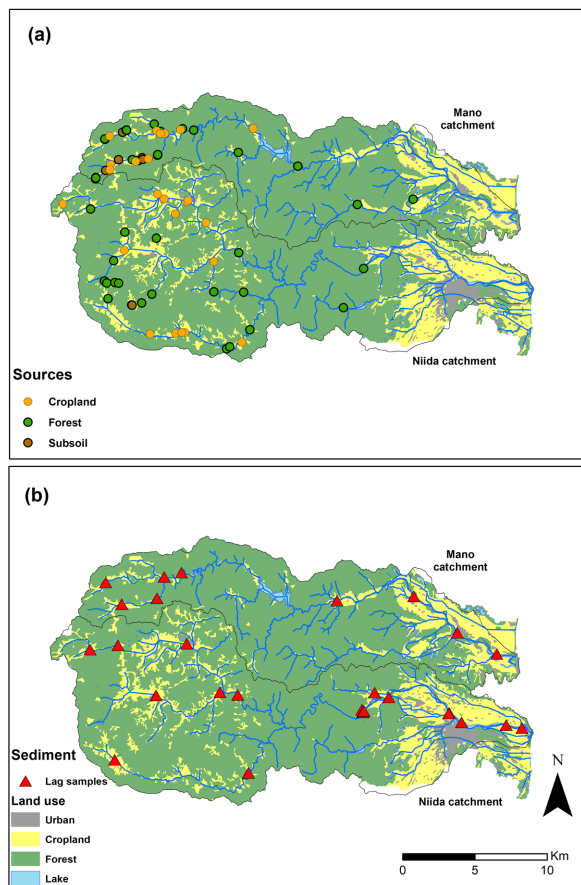 (a)
Mano
catchment
Niida catchment
Sources
Cropland
Forest
Subsoil
(b)
Mano
catchment
Niida catchment
Sediment
Lag samples
Land use
Urban
Cropland
Forest
Lake
N
Km
0 5 10